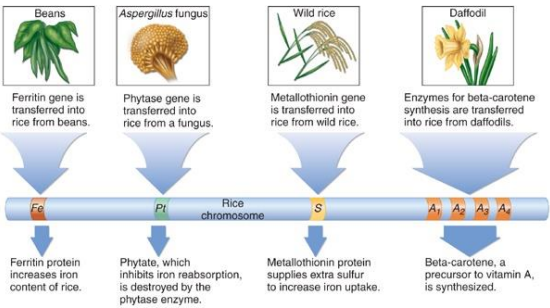 Beans
Aspergillus fungus
Wild rice
Daffodil
Ferritin gene is
transferred into
rice from beans.
Phytase gene is
transferred into
rice from a fungus.
Metallothionin gene
is transferred into
rice from wild rice.
Enzymes for beta-carotene
synthesis are transferred
into rice from daffodils.
Fe
Pt
Rice
chromosome
S
A1
A2
A3
A4
Ferritin protein
increases iron
content of rice.
Phytate, which
inhibits iron reabsorption,
is destroyed by the
phytase enzyme.
Metallothionin protein
supplies extra sulfur
to increase iron uptake.
Beta-carotene, a
precursor to vitamin A,
is synthesized.